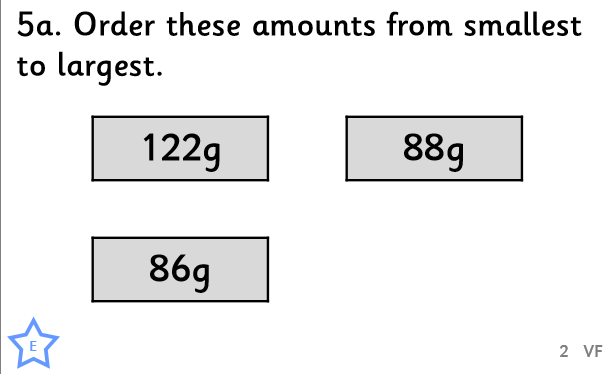 5a. Order these amounts from smallest
to largest.
122g
88g
86g
E
2 VF